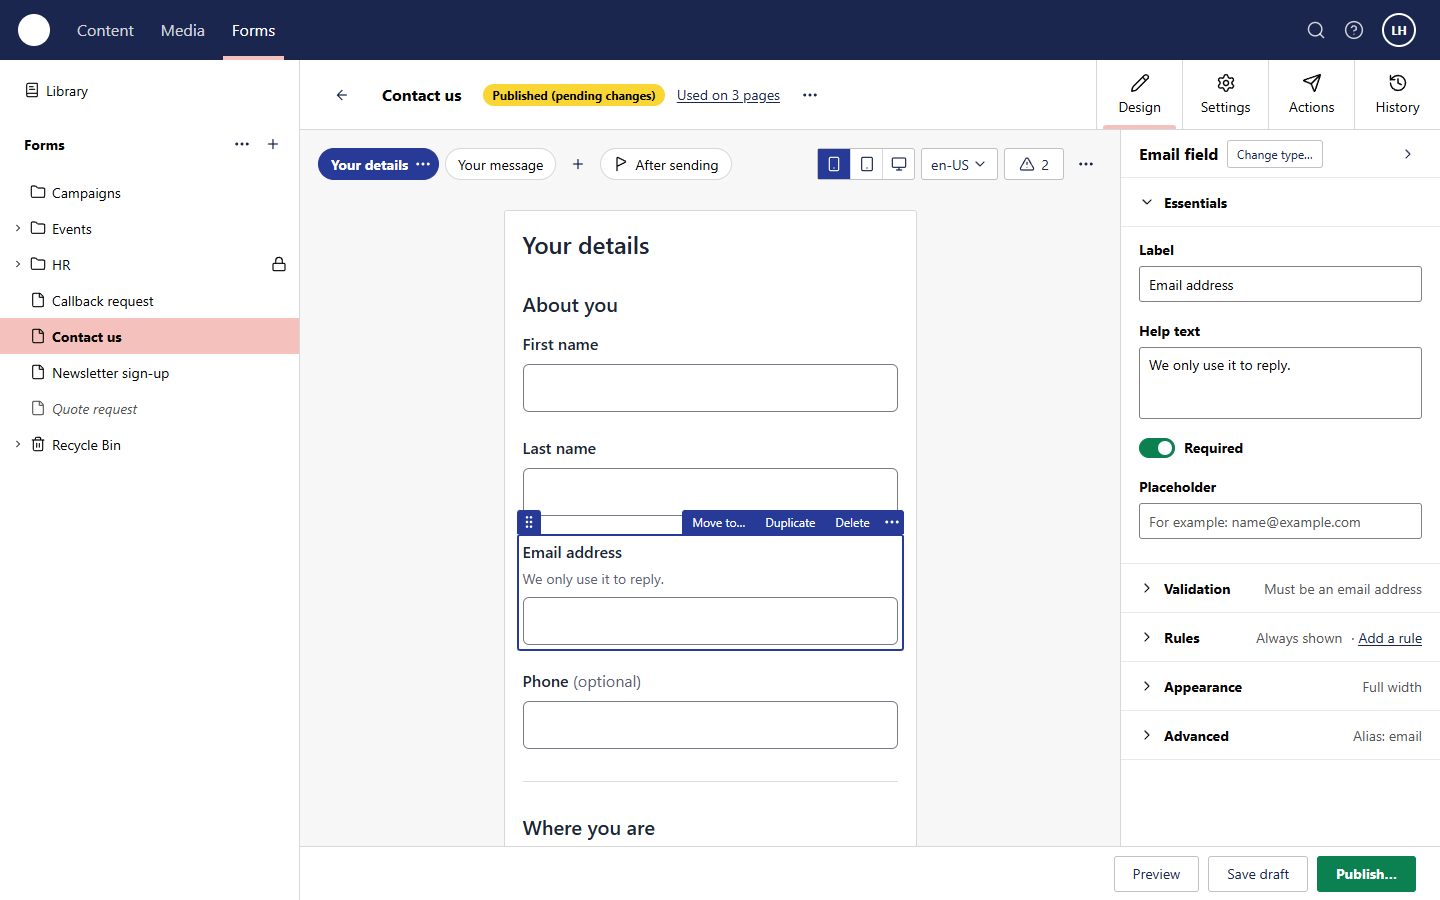 Content
Media
Forms
LH
Library
Forms
Campaigns
Events
HR
Callback request
Contact us
Newsletter sign-up
Quote request
Recycle Bin
Contact us
Published (pending changes)
Used on 3 pages
Design
Settings
Actions
History
Your details
Your message
After sending
en-US
2
Your details
About you
First name
Last name
Move to...
Duplicate
Delete
Email address
We only use it to reply.
Phone (optional)
Where you are
Email field
Change type...
Essentials
Label
Email address
Help text
We only use it to reply.
Required
Placeholder
For example: name@example.com
Validation
Must be an email address
Rules
Always shown · Add a rule
Appearance
Full width
Advanced
Alias: email
Preview
Save draft
Publish...